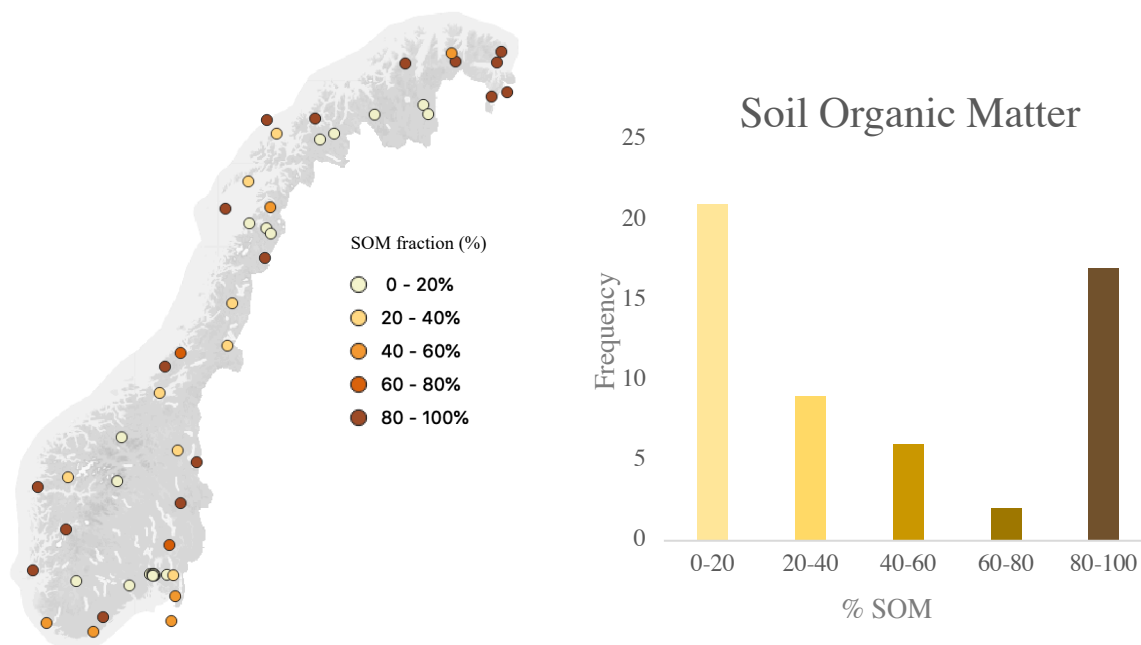 SOM fraction (%)
0 - 20%
20 - 40%
40 - 60%
60 - 80%
80 - 100%
Soil Organic Matter
25
20
15
10
5
0
Frequency
0-20 20-40 40-60 60-80 80-100
% SOM